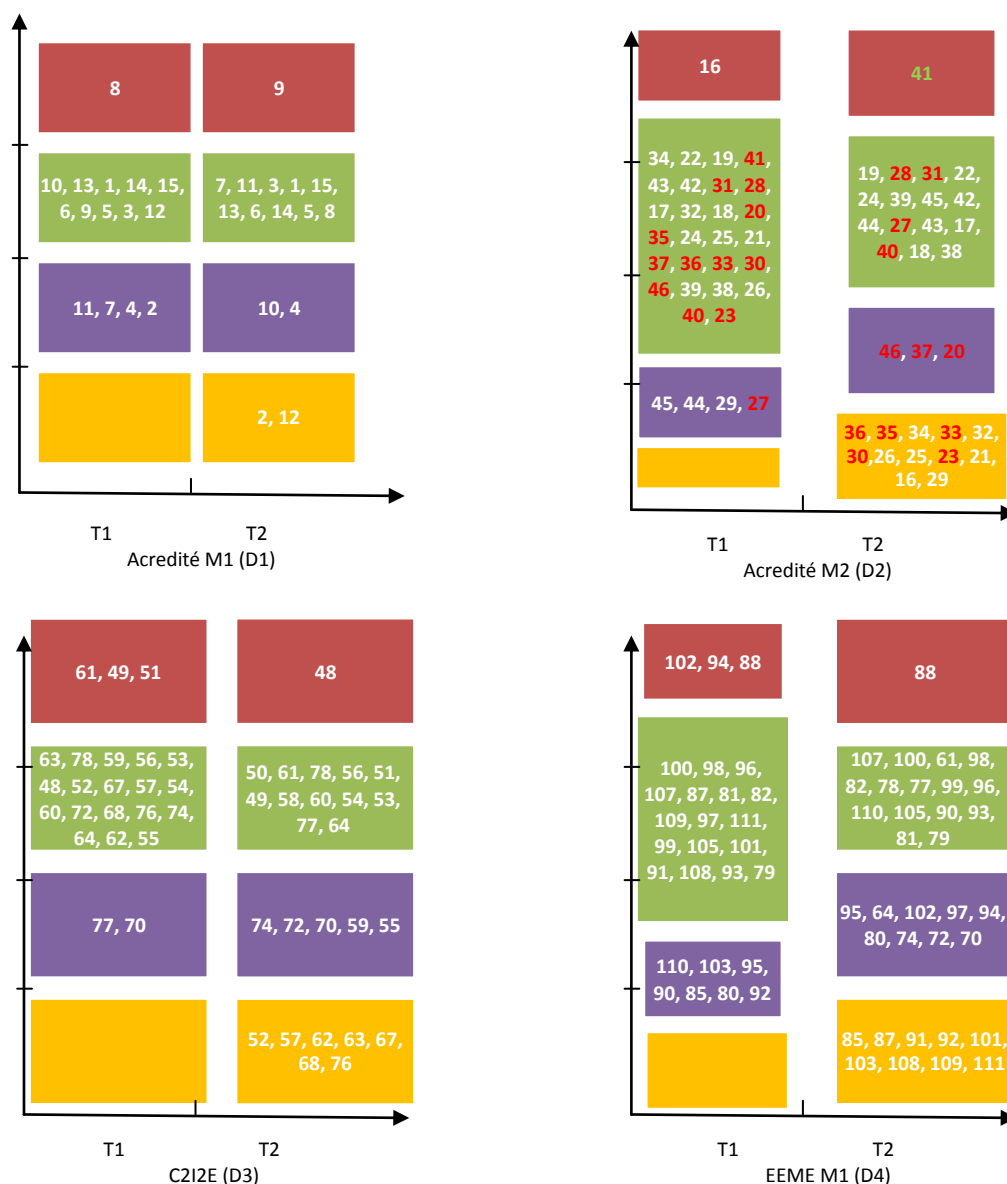 8
9
10, 13, 1, 14, 15,
6, 9, 5, 3, 12
7, 11, 3, 1, 15,
13, 6, 14, 5, 8
11, 7, 4, 2
10, 4
2, 12
T1
T2
Acredité M1 (D1)
16
41
34, 22, 19, 41,
43, 42, 31, 28,
17, 32, 18, 20,
35, 24, 25, 21,
37, 36, 33, 30,
46, 39, 38, 26,
40, 23
19, 28, 31, 22,
24, 39, 45, 42,
44, 27, 43, 17,
40, 18, 38
45, 44, 29, 27
46, 37, 20
36, 35, 34, 33, 32,
30,26, 25, 23, 21,
16, 29
T1
T2
Acredité M2 (D2)
61, 49, 51
48
63, 78, 59, 56, 53,
48, 52, 67, 57, 54,
60, 72, 68, 76, 74,
64, 62, 55
50, 61, 78, 56, 51,
49, 58, 60, 54, 53,
77, 64
77, 70
74, 72, 70, 59, 55
52, 57, 62, 63, 67,
68, 76
T1
T2
C2I2E (D3)
102, 94, 88
88
100, 98, 96,
107, 87, 81, 82,
109, 97, 111,
99, 105, 101,
91, 108, 93, 79
107, 100, 61, 98,
82, 78, 77, 99, 96,
110, 105, 90, 93,
81, 79
110, 103, 95,
90, 85, 80, 92
95, 64, 102, 97, 94,
80, 74, 72, 70
85, 87, 91, 92, 101,
103, 108, 109, 111
T1
T2
EEME M1 (D4)